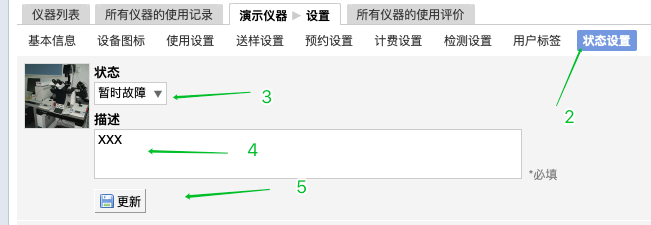 仪器列表 所有仪器的使用记录 演示仪器 ▶ 设置 所有仪器的使用评价
基本信息 设备图标 使用设置 送样设置 预约设置 计费设置 检测设置 用户标签 状态设置
状态
暂时故障 ▼
3
2
描述
XXX
4
*必填
5
更新